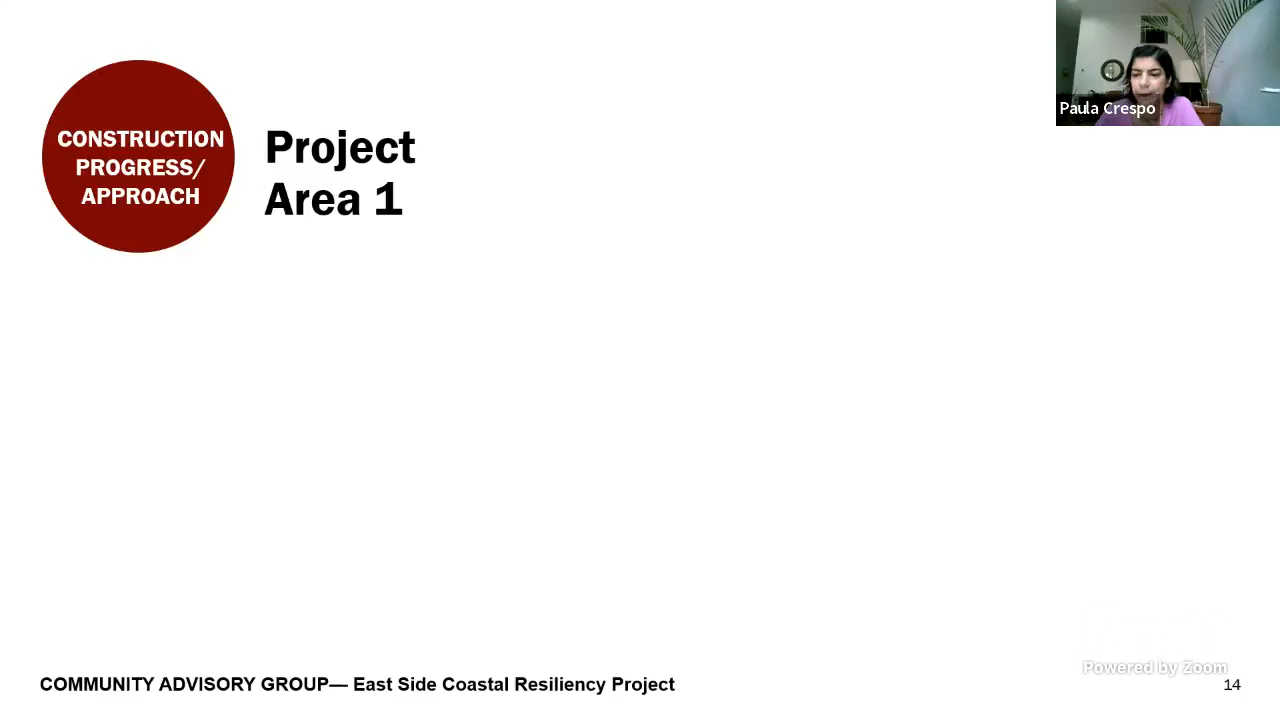 CONSTRUCTION
PROGRESS/
APPROACH
Project
Area 1
Paula Crespo
Powered by Zoom
COMMUNITY ADVISORY GROUP— East Side Coastal Resiliency Project
14